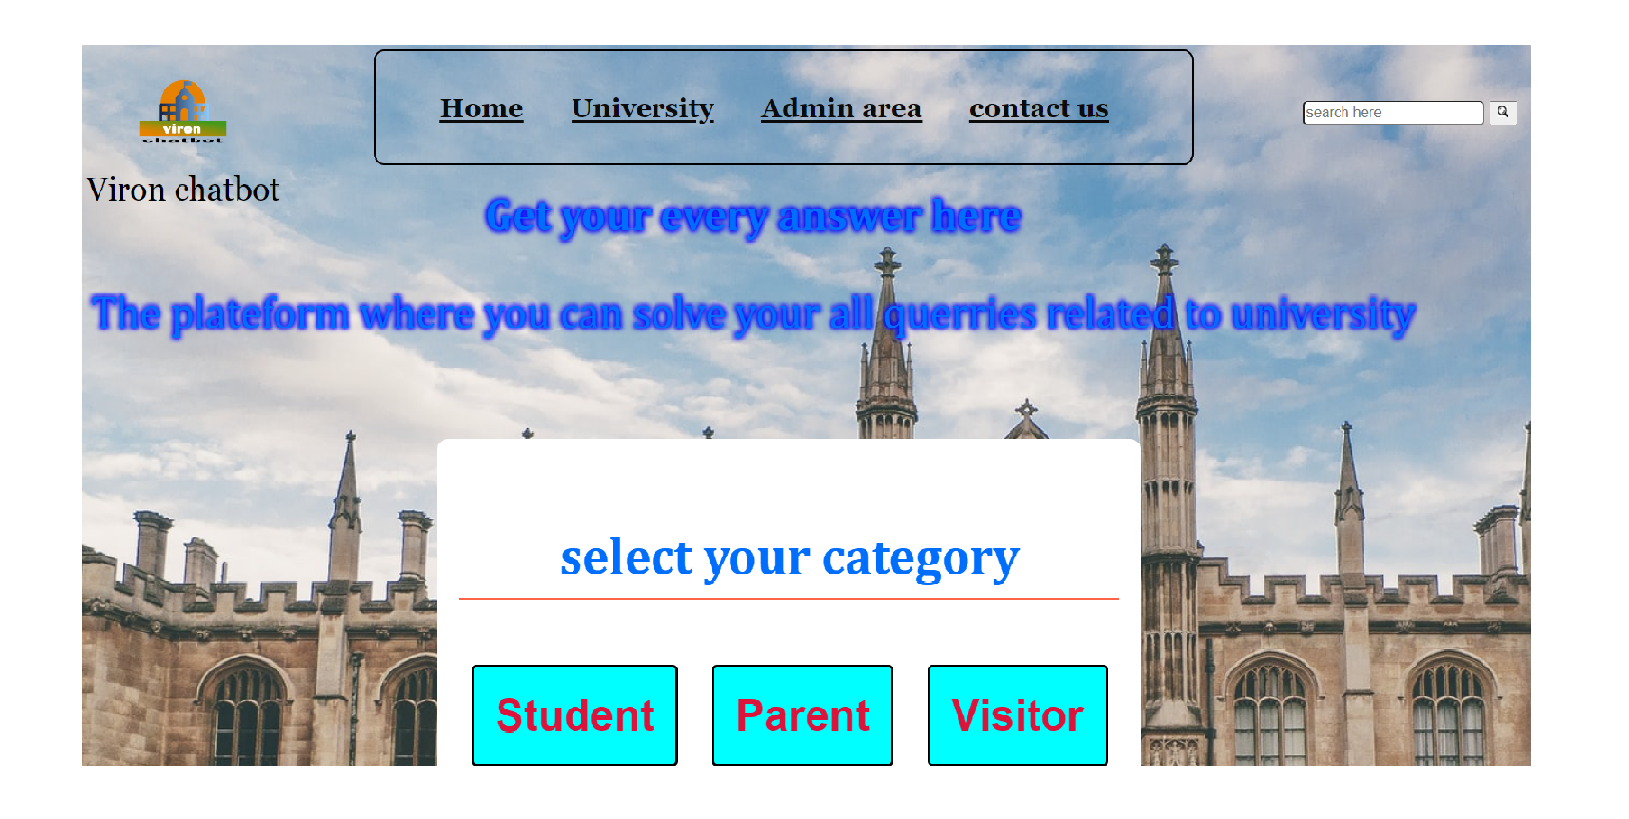 Home University Admin area contact us
search here
viron
chatbot
Viron chatbot
Get your every answer here
The plateform where you can solve your all querries related to university
select your category
Student Parent Visitor